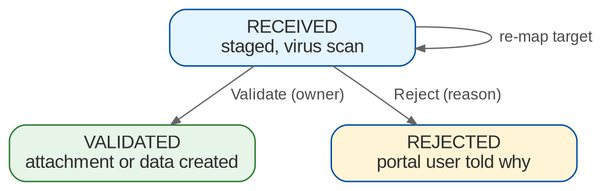 RECEIVED
staged, virus scan
re-map target
Validate (owner)
Reject (reason)
VALIDATED
attachment or data created
REJECTED
portal user told why